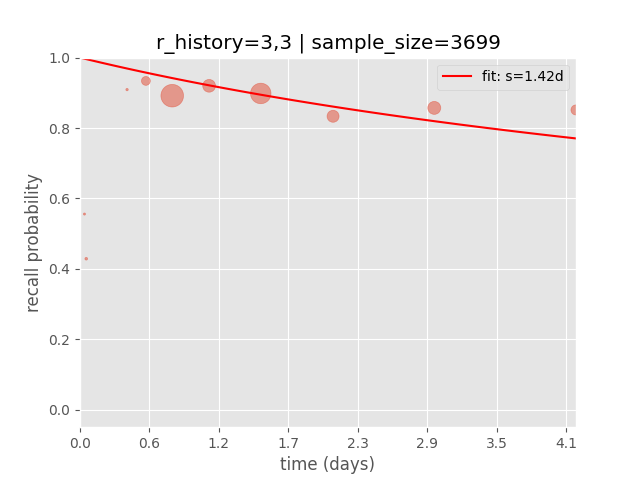 r_history=3,3 | sample_size=3699
fit: s=1.42d
recall probability
1.0
0.8
0.6
0.4
0.2
0.0
0.0 0.6 1.2 1.7 2.3 2.9 3.5 4.1
time (days)